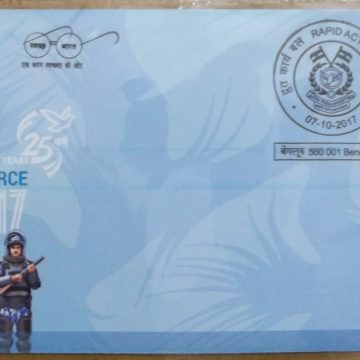 स्वच्छ भारत
एक कदम स्वच्छता की ओर
द्रुत कार्य बल
RAPID ACT
07-10-2017
बेंगलूरु 560 001 Ben
25
YEARS
RCE
17